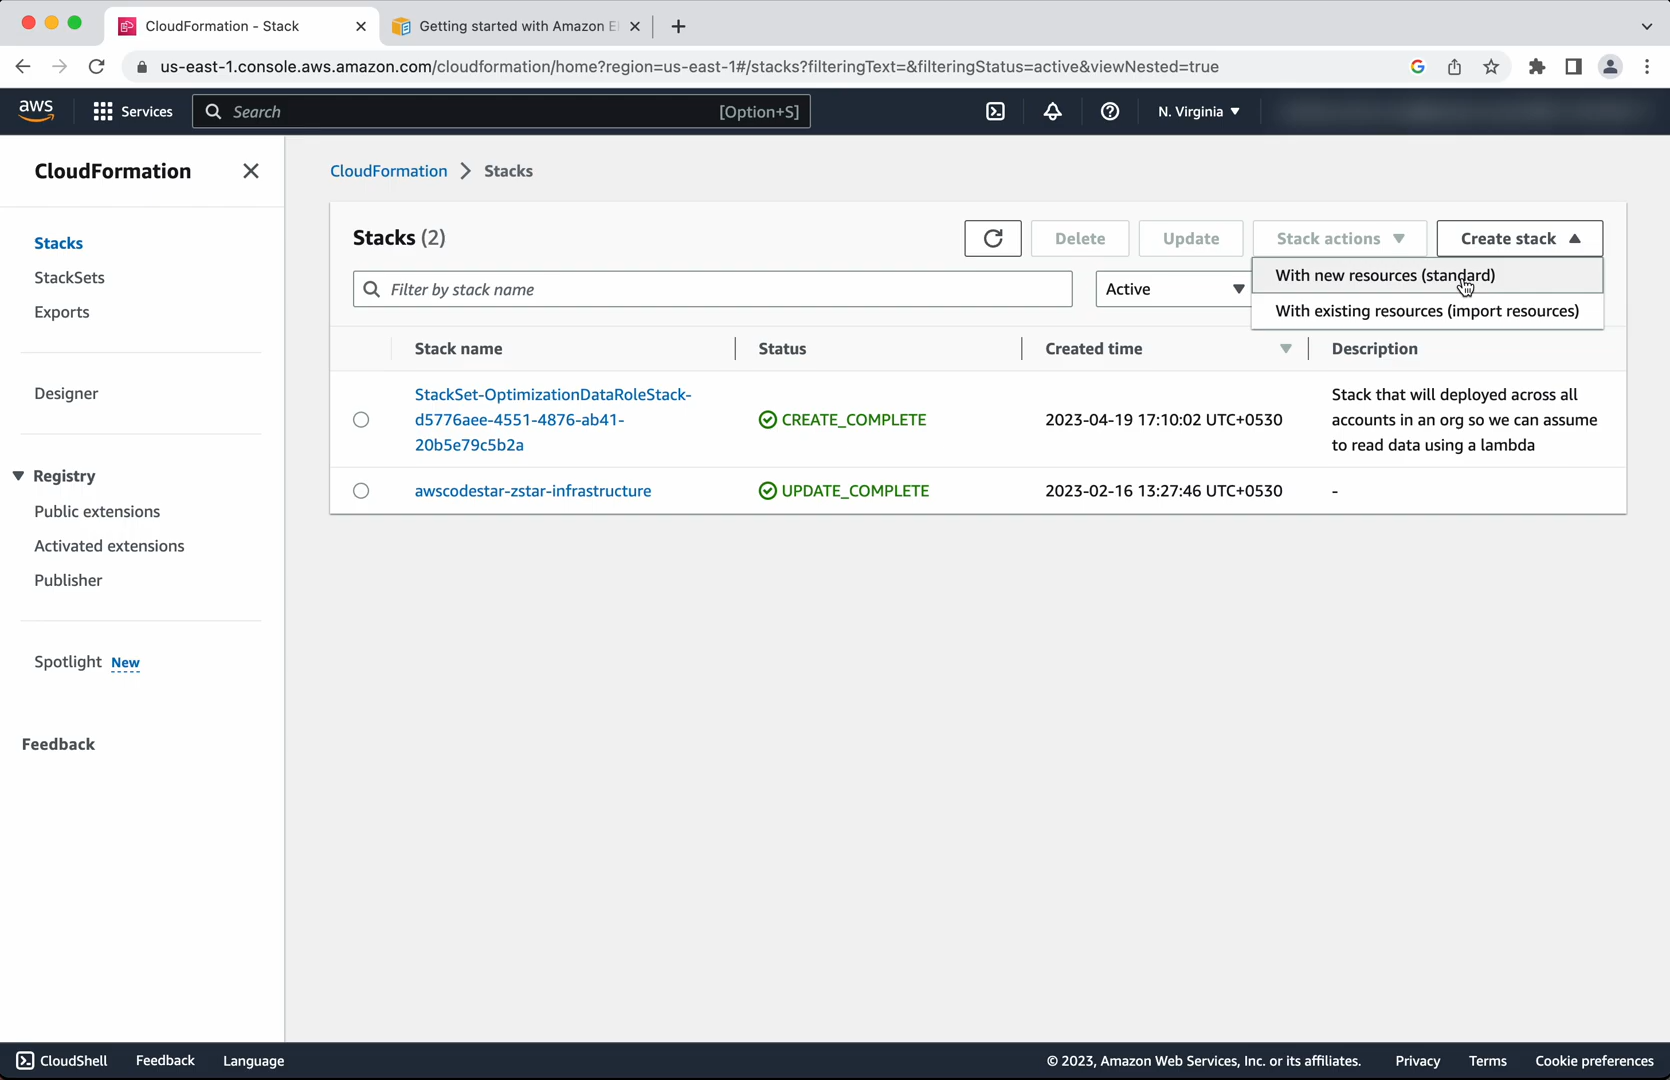 CloudFormation - Stack
Getting started with Amazon E
us-east-1.console.aws.amazon.com/cloudformation/home?region=us-east-1#/stacks?filteringText=&filteringStatus=active&viewNested=true
aws
Services
Search
[Option+S]
N. Virginia
CloudFormation
Stacks
StackSets
Exports
Designer
Registry
Public extensions
Activated extensions
Publisher
Spotlight New
Feedback
CloudFormation > Stacks
Stacks (2)
Delete
Update
Stack actions
Create stack
With new resources (standard)
With existing resources (import resources)
Filter by stack name
Active
Stack name
Status
Created time
Description
StackSet-OptimizationDataRoleStack-
d5776aee-4551-4876-ab41-
20b5e79c5b2a
CREATE_COMPLETE
2023-04-19 17:10:02 UTC+0530
Stack that will deployed across all
accounts in an org so we can assume
to read data using a lambda
awscodestar-zstar-infrastructure
UPDATE_COMPLETE
2023-02-16 13:27:46 UTC+0530
-
CloudShell
Feedback
Language
© 2023, Amazon Web Services, Inc. or its affiliates.
Privacy
Terms
Cookie preferences